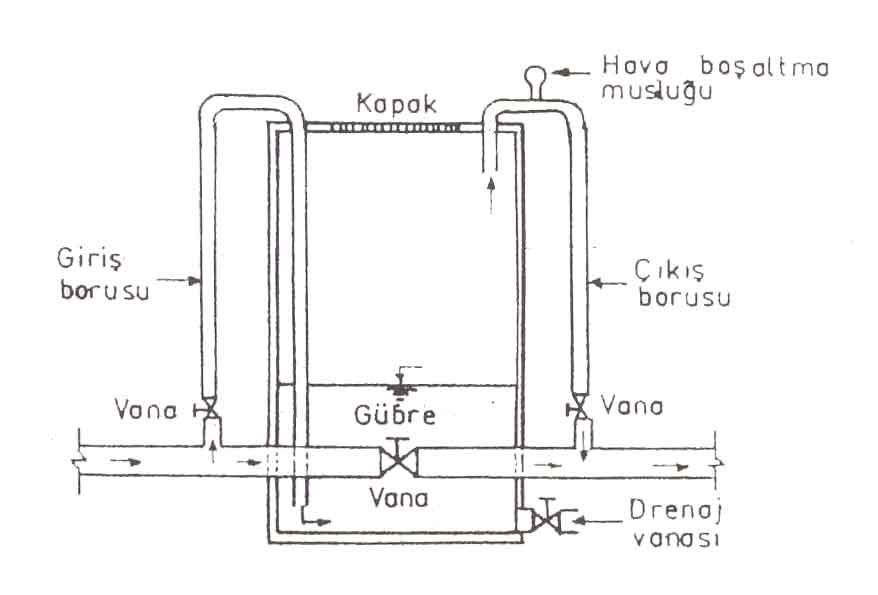 Hava boşaltma
musluğu
Kapak
Giriş
borusu
Çıkış
borusu
Vana
Gübre
Vana
Vana
Drenaj
vanası